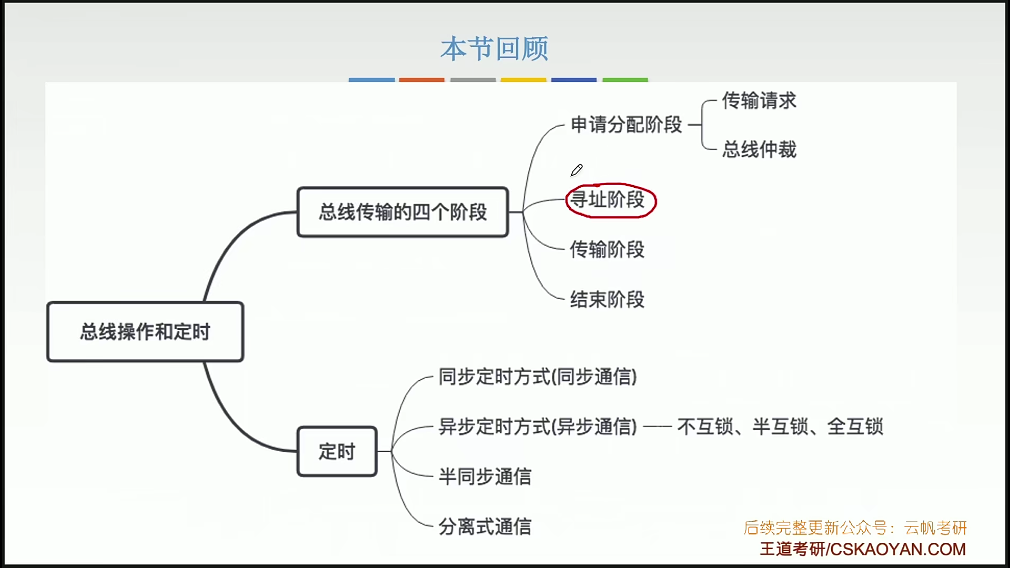 本节回顾
传输请求
申请分配阶段
总线仲裁
总线传输的四个阶段
寻址阶段
传输阶段
结束阶段
总线操作和定时
同步定时方式(同步通信)
异步定时方式(异步通信)
不互锁、半互锁、全互锁
定时
半同步通信
分离式通信
后续完整更新公众号：云帆考研
王道考研/CSKAOYAN.COM